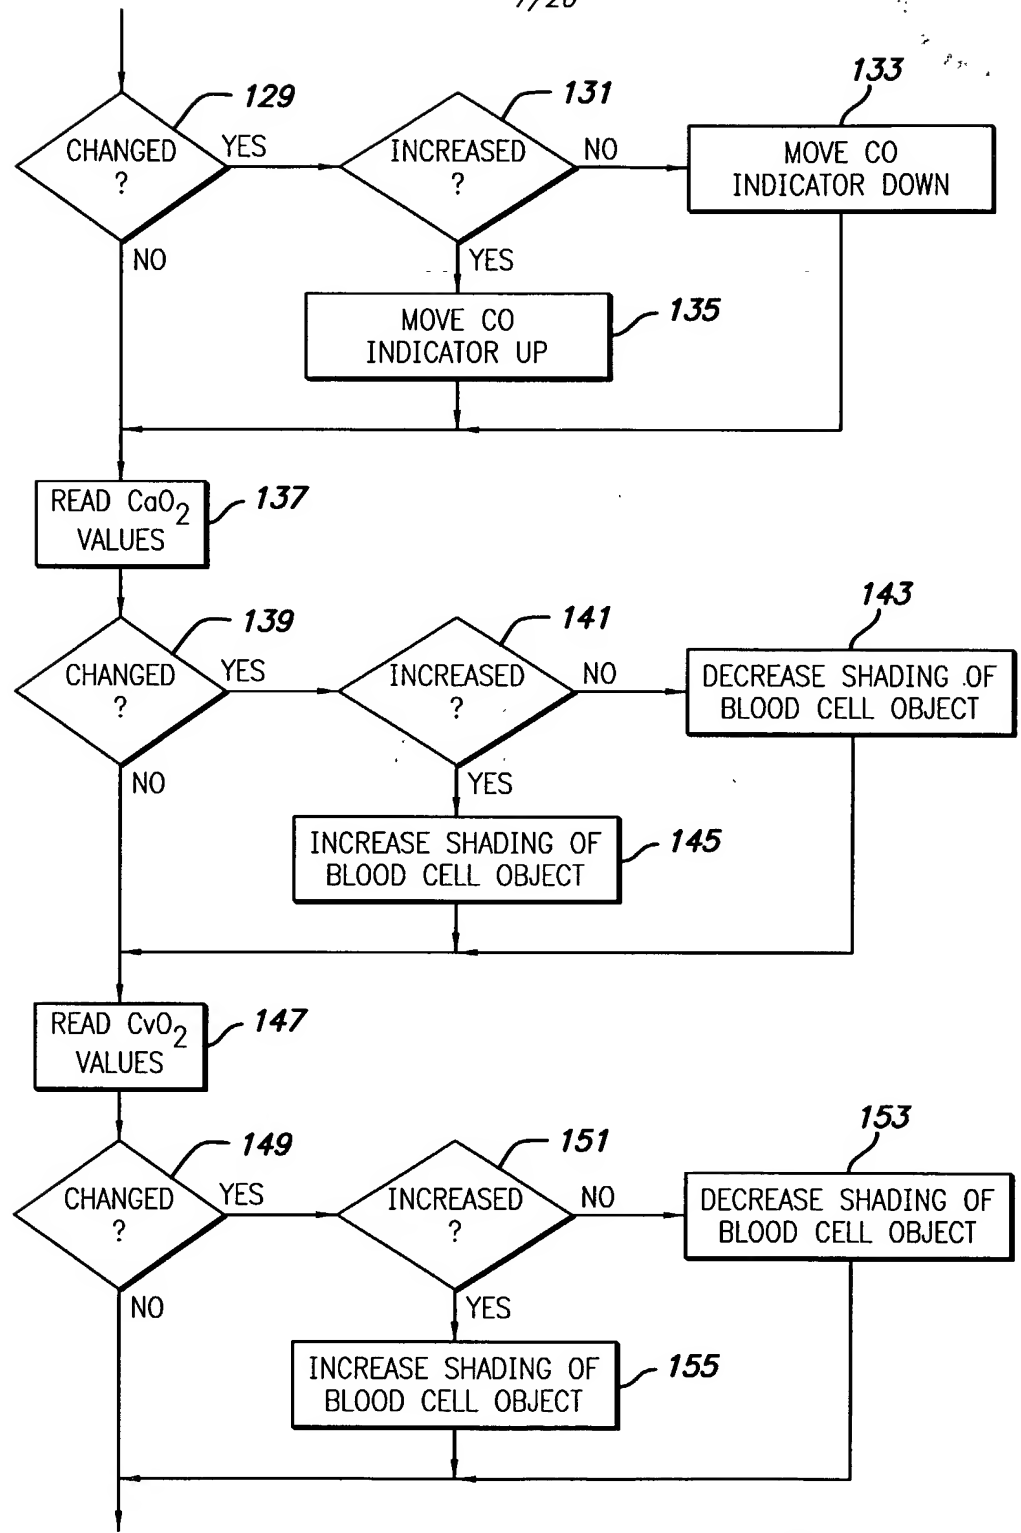 129
131
133
CHANGED
?
YES
INCREASED
?
NO
MOVE CO
INDICATOR DOWN
NO
YES
MOVE CO
INDICATOR UP
135
READ CaO2
VALUES
137
139
141
143
CHANGED
?
YES
INCREASED
?
NO
DECREASE SHADING OF
BLOOD CELL OBJECT
NO
YES
INCREASE SHADING OF
BLOOD CELL OBJECT
145
READ CvO2
VALUES
147
149
151
153
CHANGED
?
YES
INCREASED
?
NO
DECREASE SHADING OF
BLOOD CELL OBJECT
NO
YES
INCREASE SHADING OF
BLOOD CELL OBJECT
155